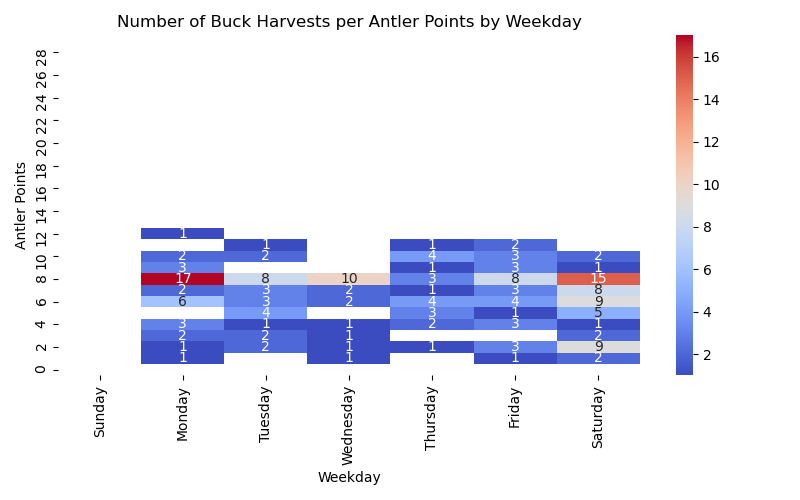 Number of Buck Harvests per Antler Points by Weekday
Antler Points
28
26
24
22
20
18
16
14
12
10
8
6
4
2
0
1
1 1 2
2 2 4 3 2
3 1 3 1
17 8 10 3 8 15
2 3 2 1 3 8
6 3 2 4 4 9
4 3 1 5
3 1 1 2 3 1
2 2 1 2
1 2 1 1 3 9
1 1 1 2
Sunday
Monday
Tuesday
Wednesday
Thursday
Friday
Saturday
Weekday
16
14
12
10
8
6
4
2